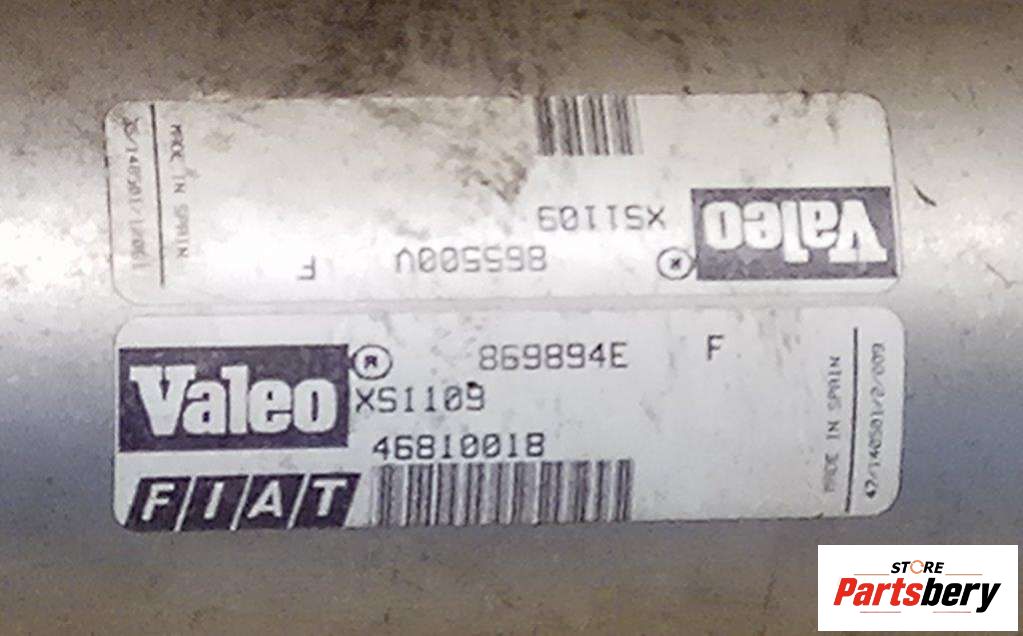 Valeo
®
XS1109
865500V F
MADE IN SPAIN
Valeo ® 869894E F
XS1109
46810018
FIAT
MADE IN SPAIN
STORE
Partsbery